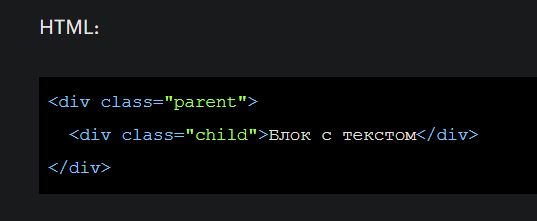 HTML:
<div class="parent">
<div class="child">Блок с текстом</div>
</div>